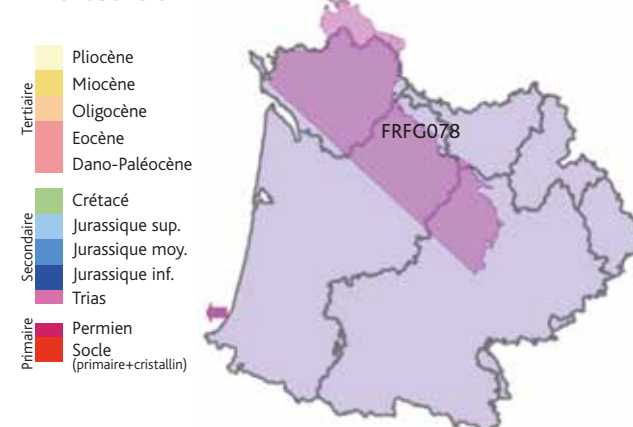 Tertiaire
Pliocène
Miocène
Oligocène
Eocène
Dano-Paléocène
Secondaire
Crétacé
Jurassique sup.
Jurassique moy.
Jurassique inf.
Trias
Primaire
Permien
Socle
(primaire+cristallin)
FRFG078